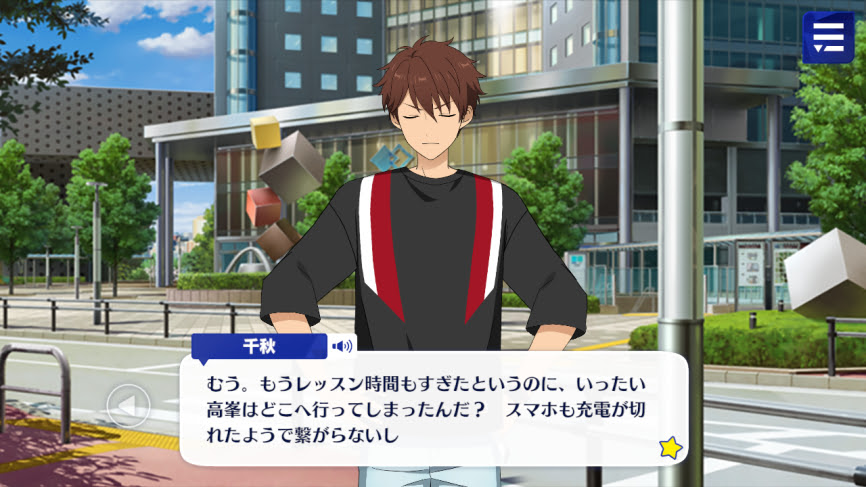 千秋
むう。もうレッスン時間もすぎたというのに、いったい
高峯はどこへ行ってしまったんだ？　スマホも充電が切
れたようで繋がらないし